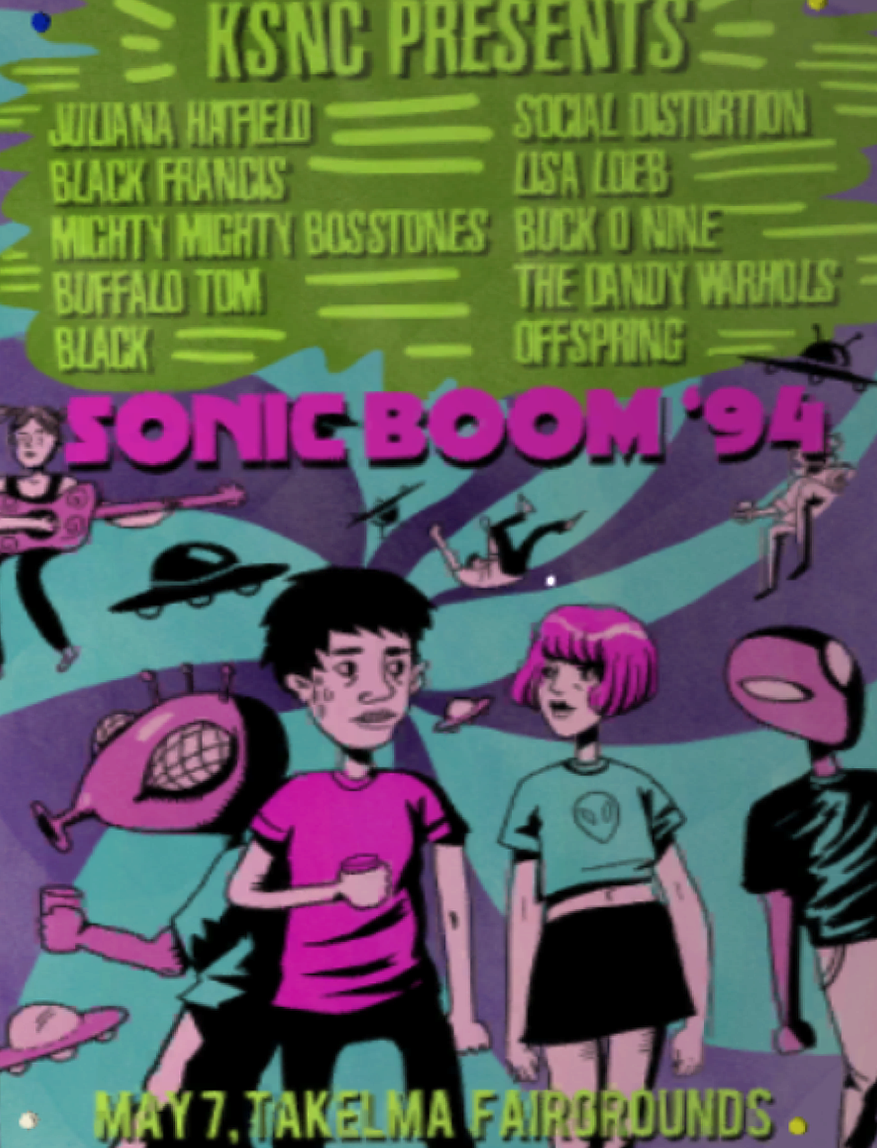 KSNC PRESENTS
JULIANA HATFIELD
BLACK FRANCIS
MIGHTY MIGHTY BOSSTONES
BUFFALO TOM
BLACK
SOCIAL DISTORTION
LISA LOEB
BUCK O NINE
THE DANDY WARHOLS
OFFSPRING
SONIC BOOM '94
MAY 7, TAKELMA FAIRGROUNDS